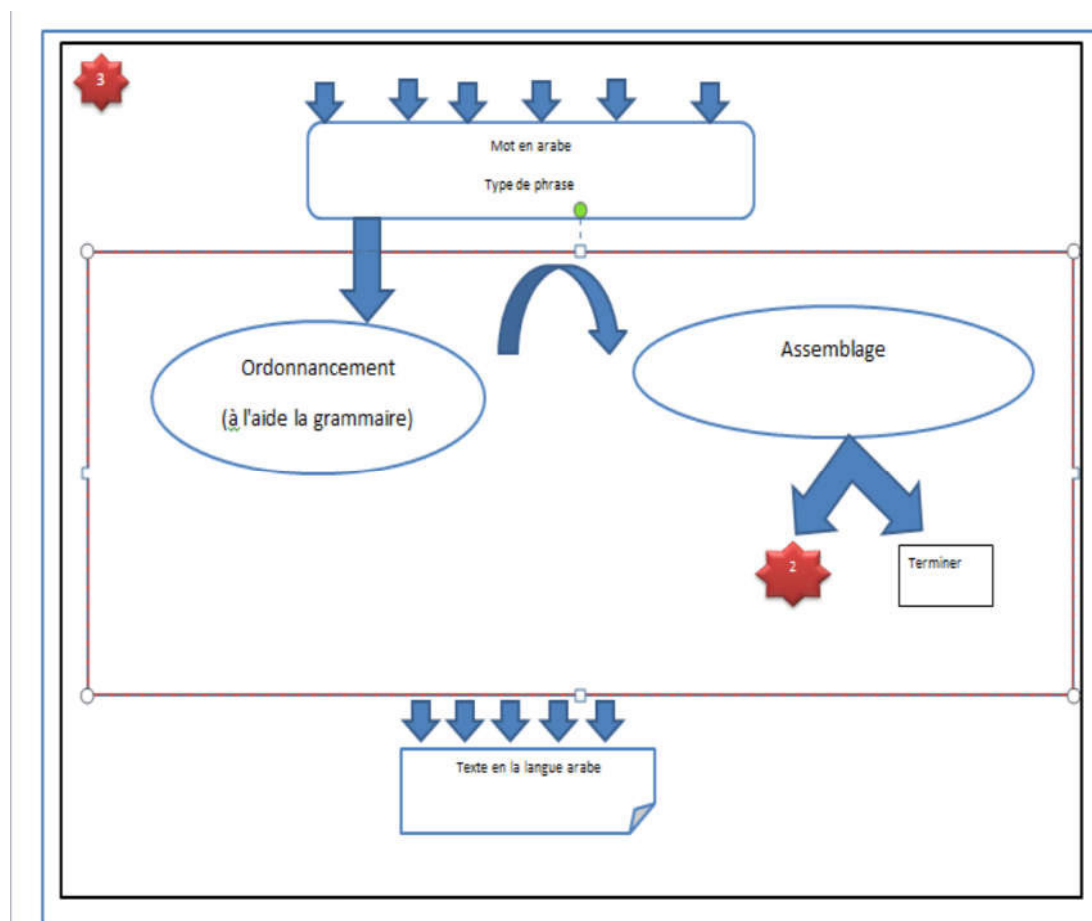 3
Mot en arabe
Type de phrase
Ordonnancement
(à l'aide la grammaire)
Assemblage
2
Terminer
Texte en la langue arabe